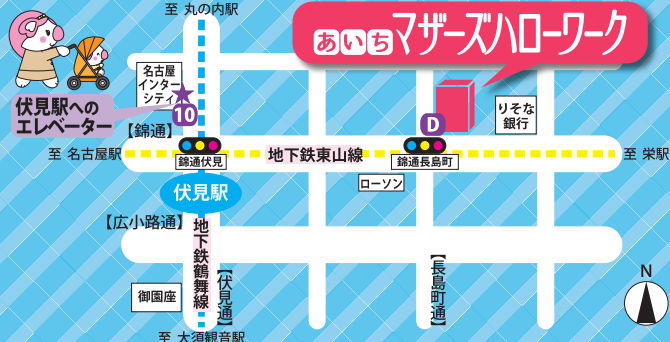 至 丸の内駅
あいち マザーズハローワーク
名古屋
インター
シティ
伏見駅への
エレベーター
10
【錦通】
D
りそな
銀行
至 名古屋駅
錦通伏見
地下鉄東山線
錦通長島町
至 栄駅
ローソン
伏見駅
【広小路通】
地下鉄鶴舞線
【伏見通】
【長島町通】
御園座
N
至 大須観音駅